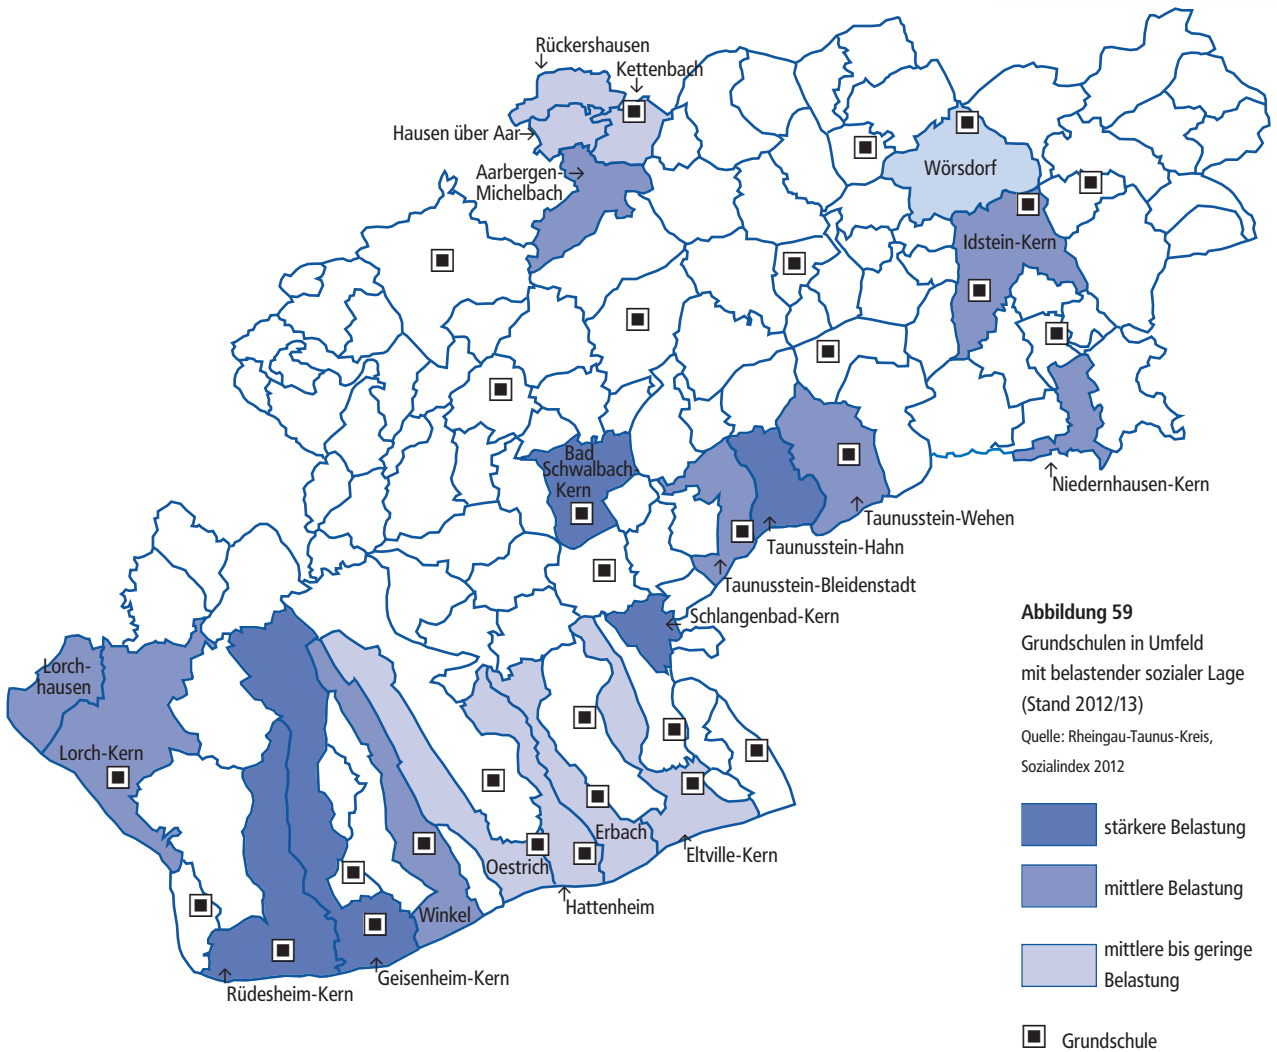 Rückershausen
Kettenbach
Hausen über Aar
Aarbergen-
Michelbach
Wörsdorf
Idstein-Kern
Bad
Schwalbach-
Kern
Niedernhausen-Kern
Taunusstein-Wehen
Taunusstein-Hahn
Taunusstein-Bleidenstadt
Schlangenbad-Kern
Lorch-
hausen
Lorch-Kern
Erbach
Eltville-Kern
Oestrich
Hattenheim
Winkel
Geisenheim-Kern
Rüdesheim-Kern
Abbildung 59
Grundschulen in Umfeld
mit belastender sozialer Lage
(Stand 2012/13)
Quelle: Rheingau-Taunus-Kreis,
Sozialindex 2012
stärkere Belastung
mittlere Belastung
mittlere bis geringe
Belastung
Grundschule